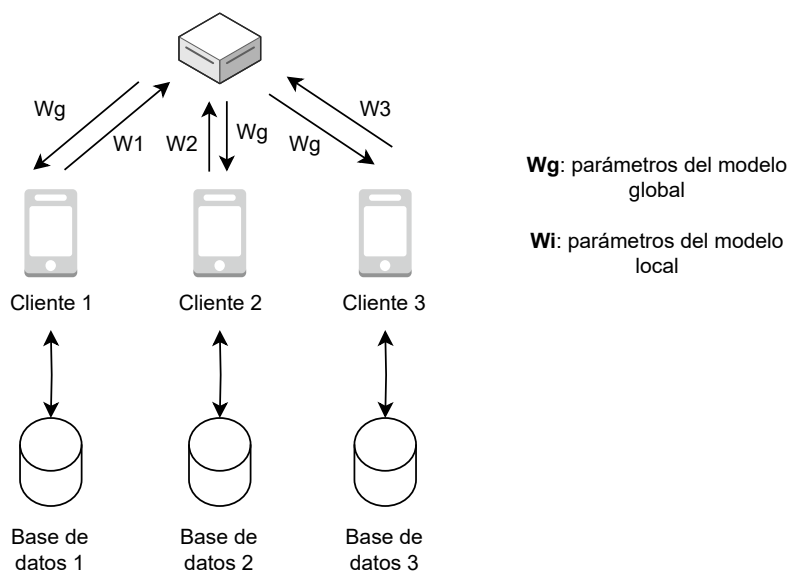 Wg
W1
W2
Wg
Wg
W3
Wg: parámetros del modelo
global
Wi: parámetros del modelo
local
Cliente 1
Cliente 2
Cliente 3
Base de
datos 1
Base de
datos 2
Base de
datos 3